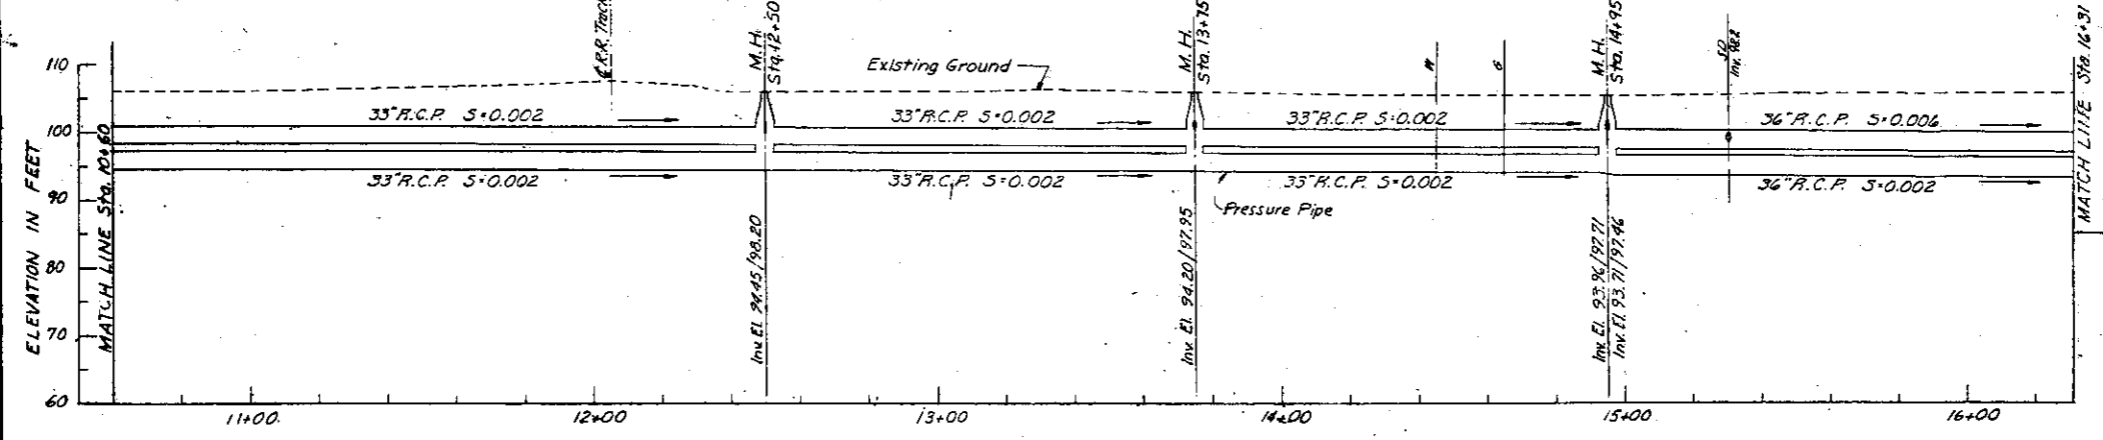 ELEVATION IN FEET
110
100
90
80
70
60
MATCH LINE Sta. 10+60
℄ R.R. Track
M.H.
Sta. 12+50
Existing Ground
M.H.
Sta. 13+75
W
G
M.H.
Sta. 14+95
SD
Inv. 98.2
MATCH LINE Sta. 16+31
33"R.C.P. S=0.002
33"R.C.P. S=0.002
33"R.C.P. S=0.002
36"R.C.P. S=0.006
33"R.C.P. S=0.002
33"R.C.P. S=0.002
33"R.C.P. S=0.002
36"R.C.P. S=0.002
Pressure Pipe
Inv. El. 94.45/98.20
Inv. El. 94.20/97.95
Inv. El. 93.96/97.71
Inv. El. 93.71/97.46
11+00
12+00
13+00
14+00
15+00
16+00